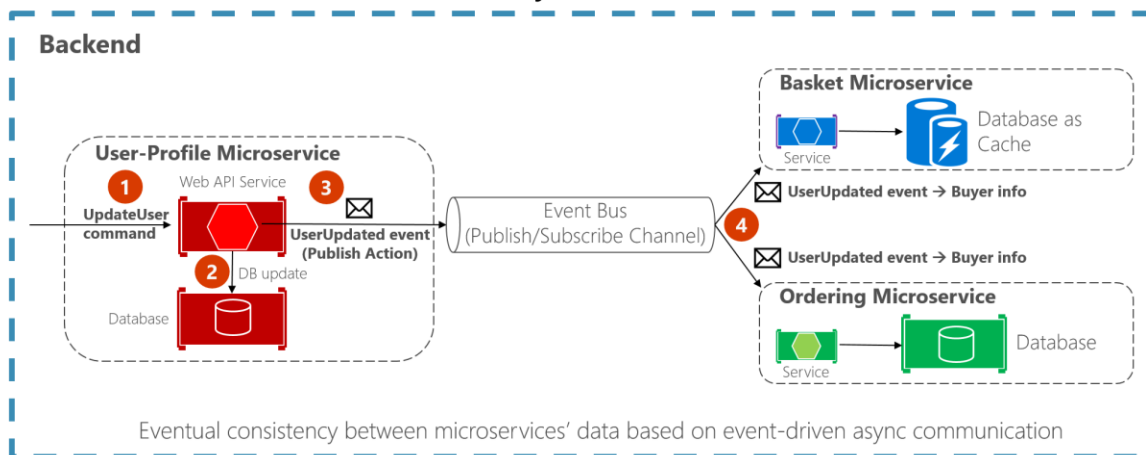 Backend
User-Profile Microservice
Web API Service
1
UpdateUser
command
3
UserUpdated event
(Publish Action)
2
DB update
Database
Event Bus
(Publish/Subscribe Channel)
4
Basket Microservice
Service
Database as
Cache
UserUpdated event → Buyer info
UserUpdated event → Buyer info
Ordering Microservice
Service
Database
Eventual consistency between microservices’ data based on event-driven async communication